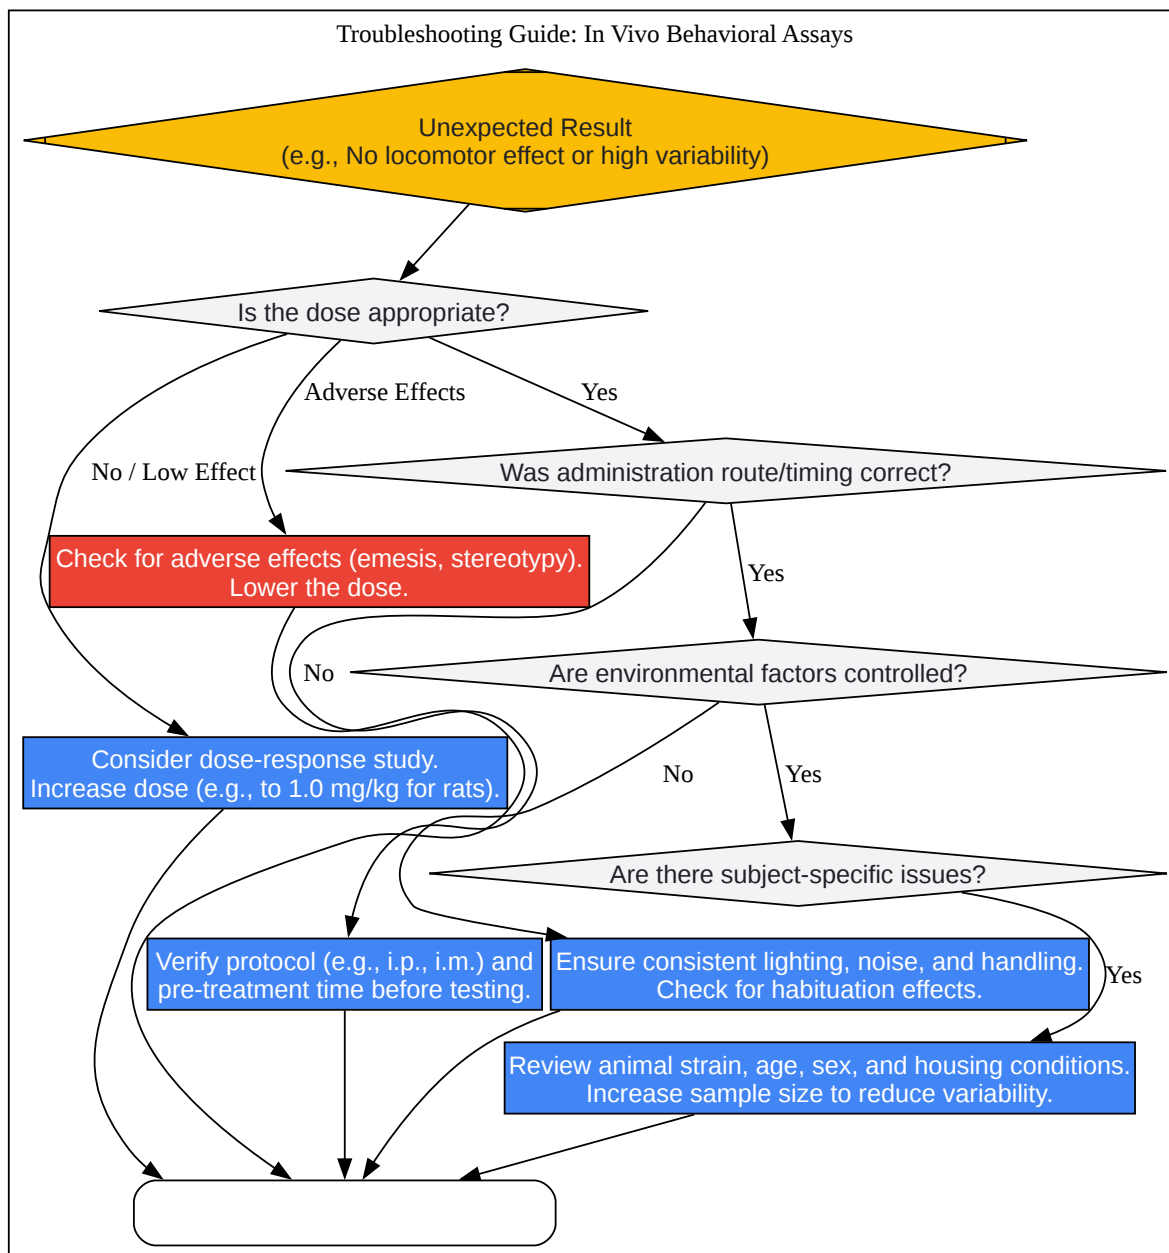 Troubleshooting Guide: In Vivo Behavioral Assays
Unexpected Result
(e.g., No locomotor effect or high variability)
Is the dose appropriate?
Adverse Effects
Yes
No / Low Effect
Was administration route/timing correct?
Check for adverse effects (emesis, stereotypy).
Lower the dose.
Yes
No
Are environmental factors controlled?
Consider dose-response study.
Increase dose (e.g., to 1.0 mg/kg for rats).
No
Yes
Are there subject-specific issues?
Verify protocol (e.g., i.p., i.m.) and
pre-treatment time before testing.
Ensure consistent lighting, noise, and handling.
Check for habituation effects.
Yes
Review animal strain, age, sex, and housing conditions.
Increase sample size to reduce variability.